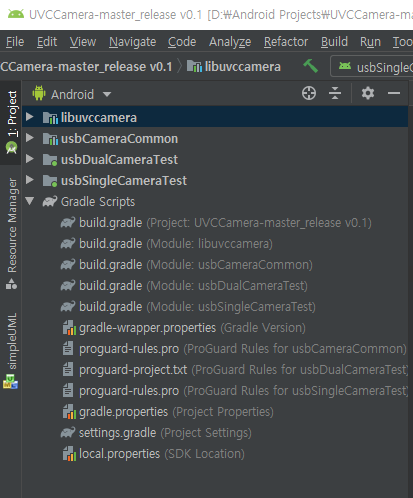 UVCCamera-master_release v0.1 [D:₩Android Projects₩UVCCamera-ma
File Edit View Navigate Code Analyze Refactor Build Run Too
CCamera-master_release v0.1 libuvccamera usbSingleC
Android
1: Project
Resource Manager
simpleUML
libuvccamera
usbCameraCommon
usbDualCameraTest
usbSingleCameraTest
Gradle Scripts
build.gradle (Project: UVCCamera-master_release v0.1)
build.gradle (Module: libuvccamera)
build.gradle (Module: usbCameraCommon)
build.gradle (Module: usbDualCameraTest)
build.gradle (Module: usbSingleCameraTest)
gradle-wrapper.properties (Gradle Version)
proguard-rules.pro (ProGuard Rules for usbCameraCommon)
proguard-project.txt (ProGuard Rules for usbDualCameraTest)
proguard-rules.pro (ProGuard Rules for usbSingleCameraTest)
gradle.properties (Project Properties)
settings.gradle (Project Settings)
local.properties (SDK Location)